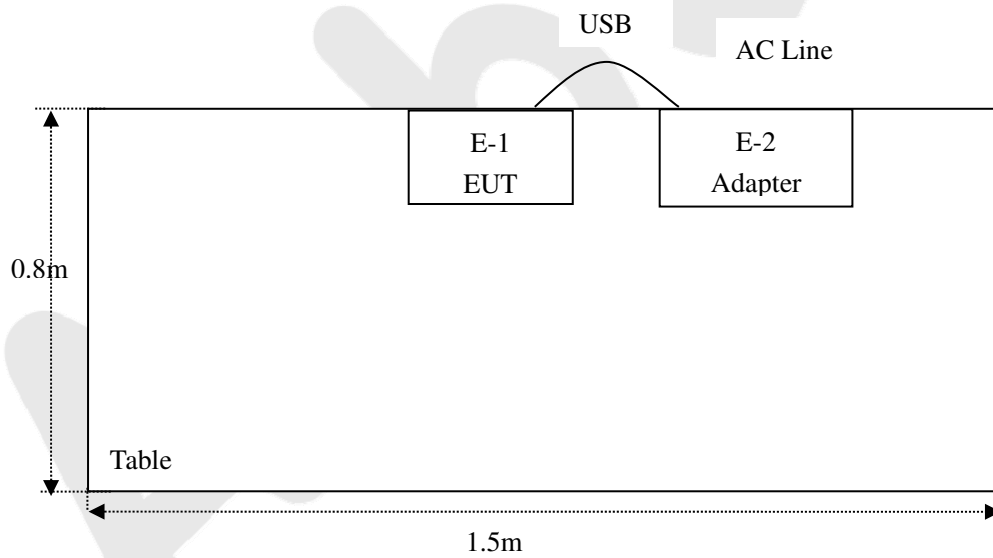 USB
AC Line
E-1
EUT
E-2
Adapter
0.8m
Table
1.5m